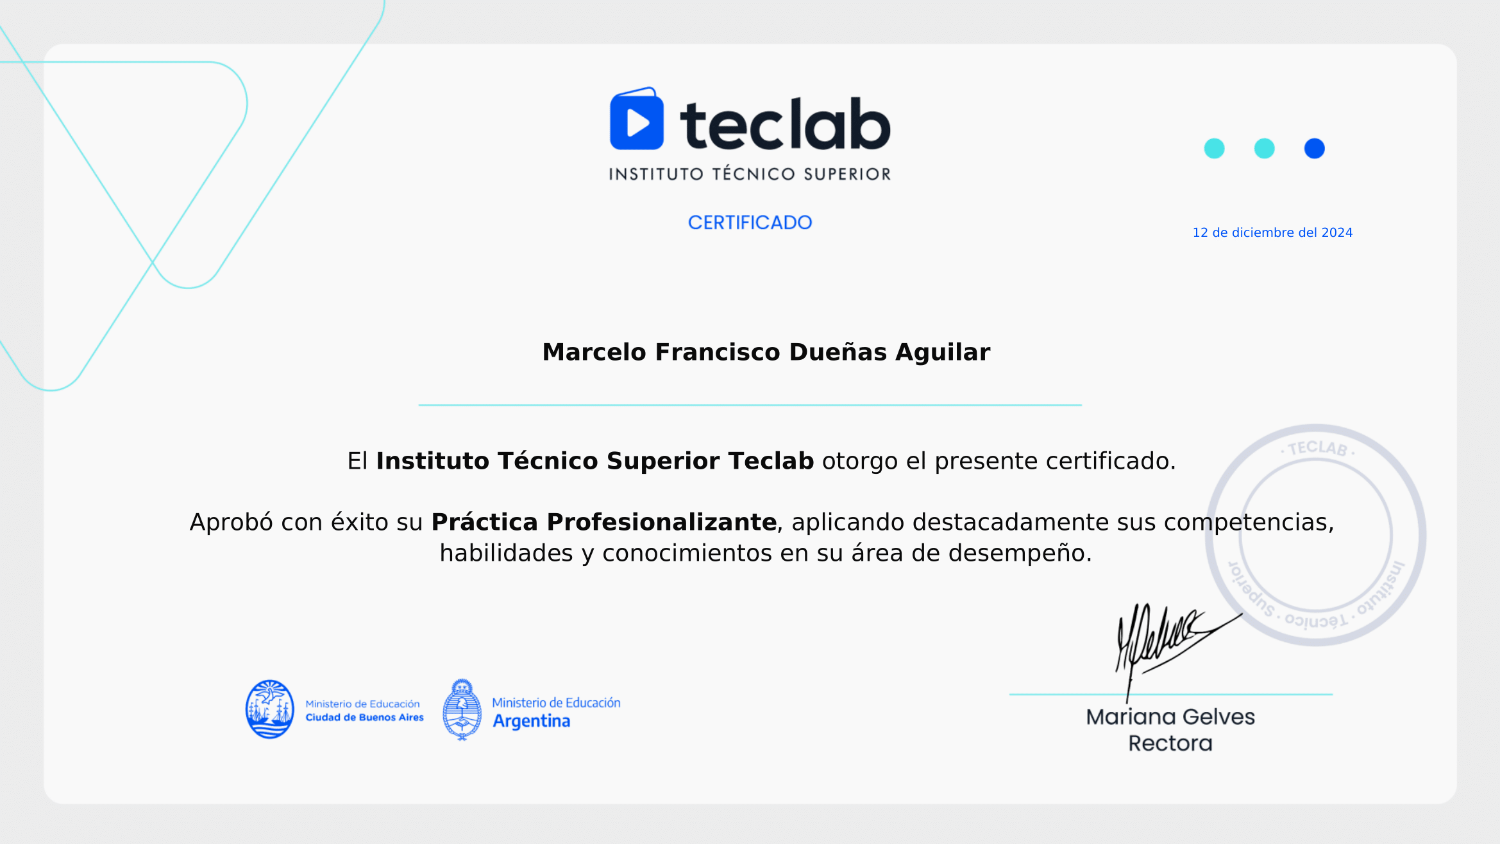 teclab
INSTITUTO TÉCNICO SUPERIOR
CERTIFICADO
12 de diciembre del 2024
Marcelo Francisco Dueñas Aguilar
El Instituto Técnico Superior Teclab otorgo el presente certificado.
Aprobó con éxito su Práctica Profesionalizante, aplicando destacadamente sus competencias,
habilidades y conocimientos en su área de desempeño.
· TECLAB ·
Instituto · Técnico · Superior
Ministerio de Educación
Ciudad de Buenos Aires
Ministerio de Educación
Argentina
Mariana Gelves
Rectora